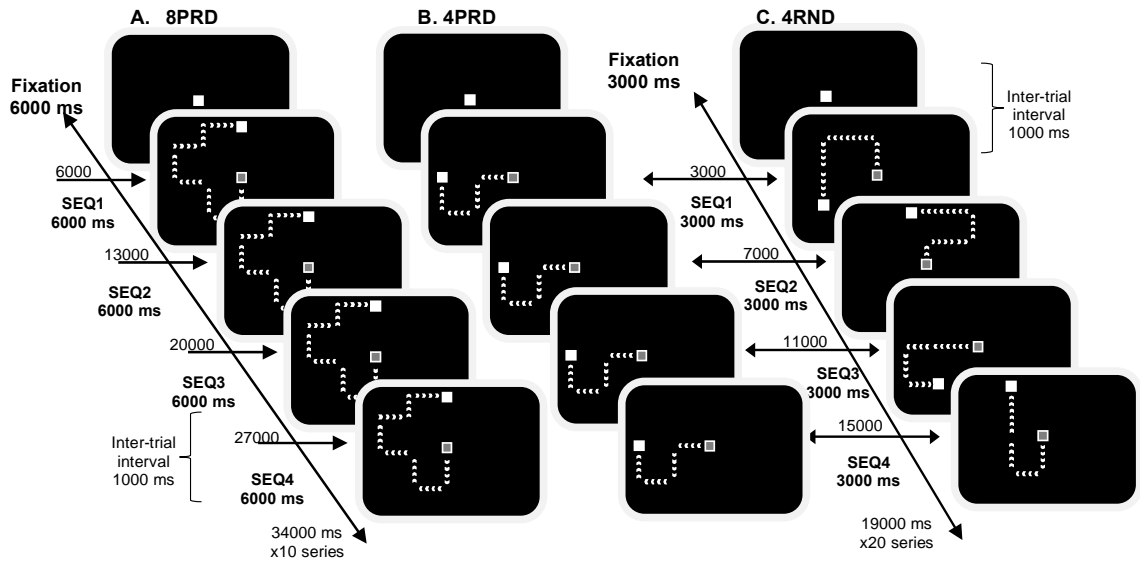 A. 8PRD
B. 4PRD
C. 4RND
Fixation
6000 ms
6000
SEQ1
6000 ms
13000
SEQ2
6000 ms
20000
SEQ3
6000 ms
Inter-trial
interval
1000 ms
27000
SEQ4
6000 ms
34000 ms
x10 series
Fixation
3000 ms
Inter-trial
interval
1000 ms
3000
SEQ1
3000 ms
7000
SEQ2
3000 ms
11000
SEQ3
3000 ms
15000
SEQ4
3000 ms
19000 ms
x20 series